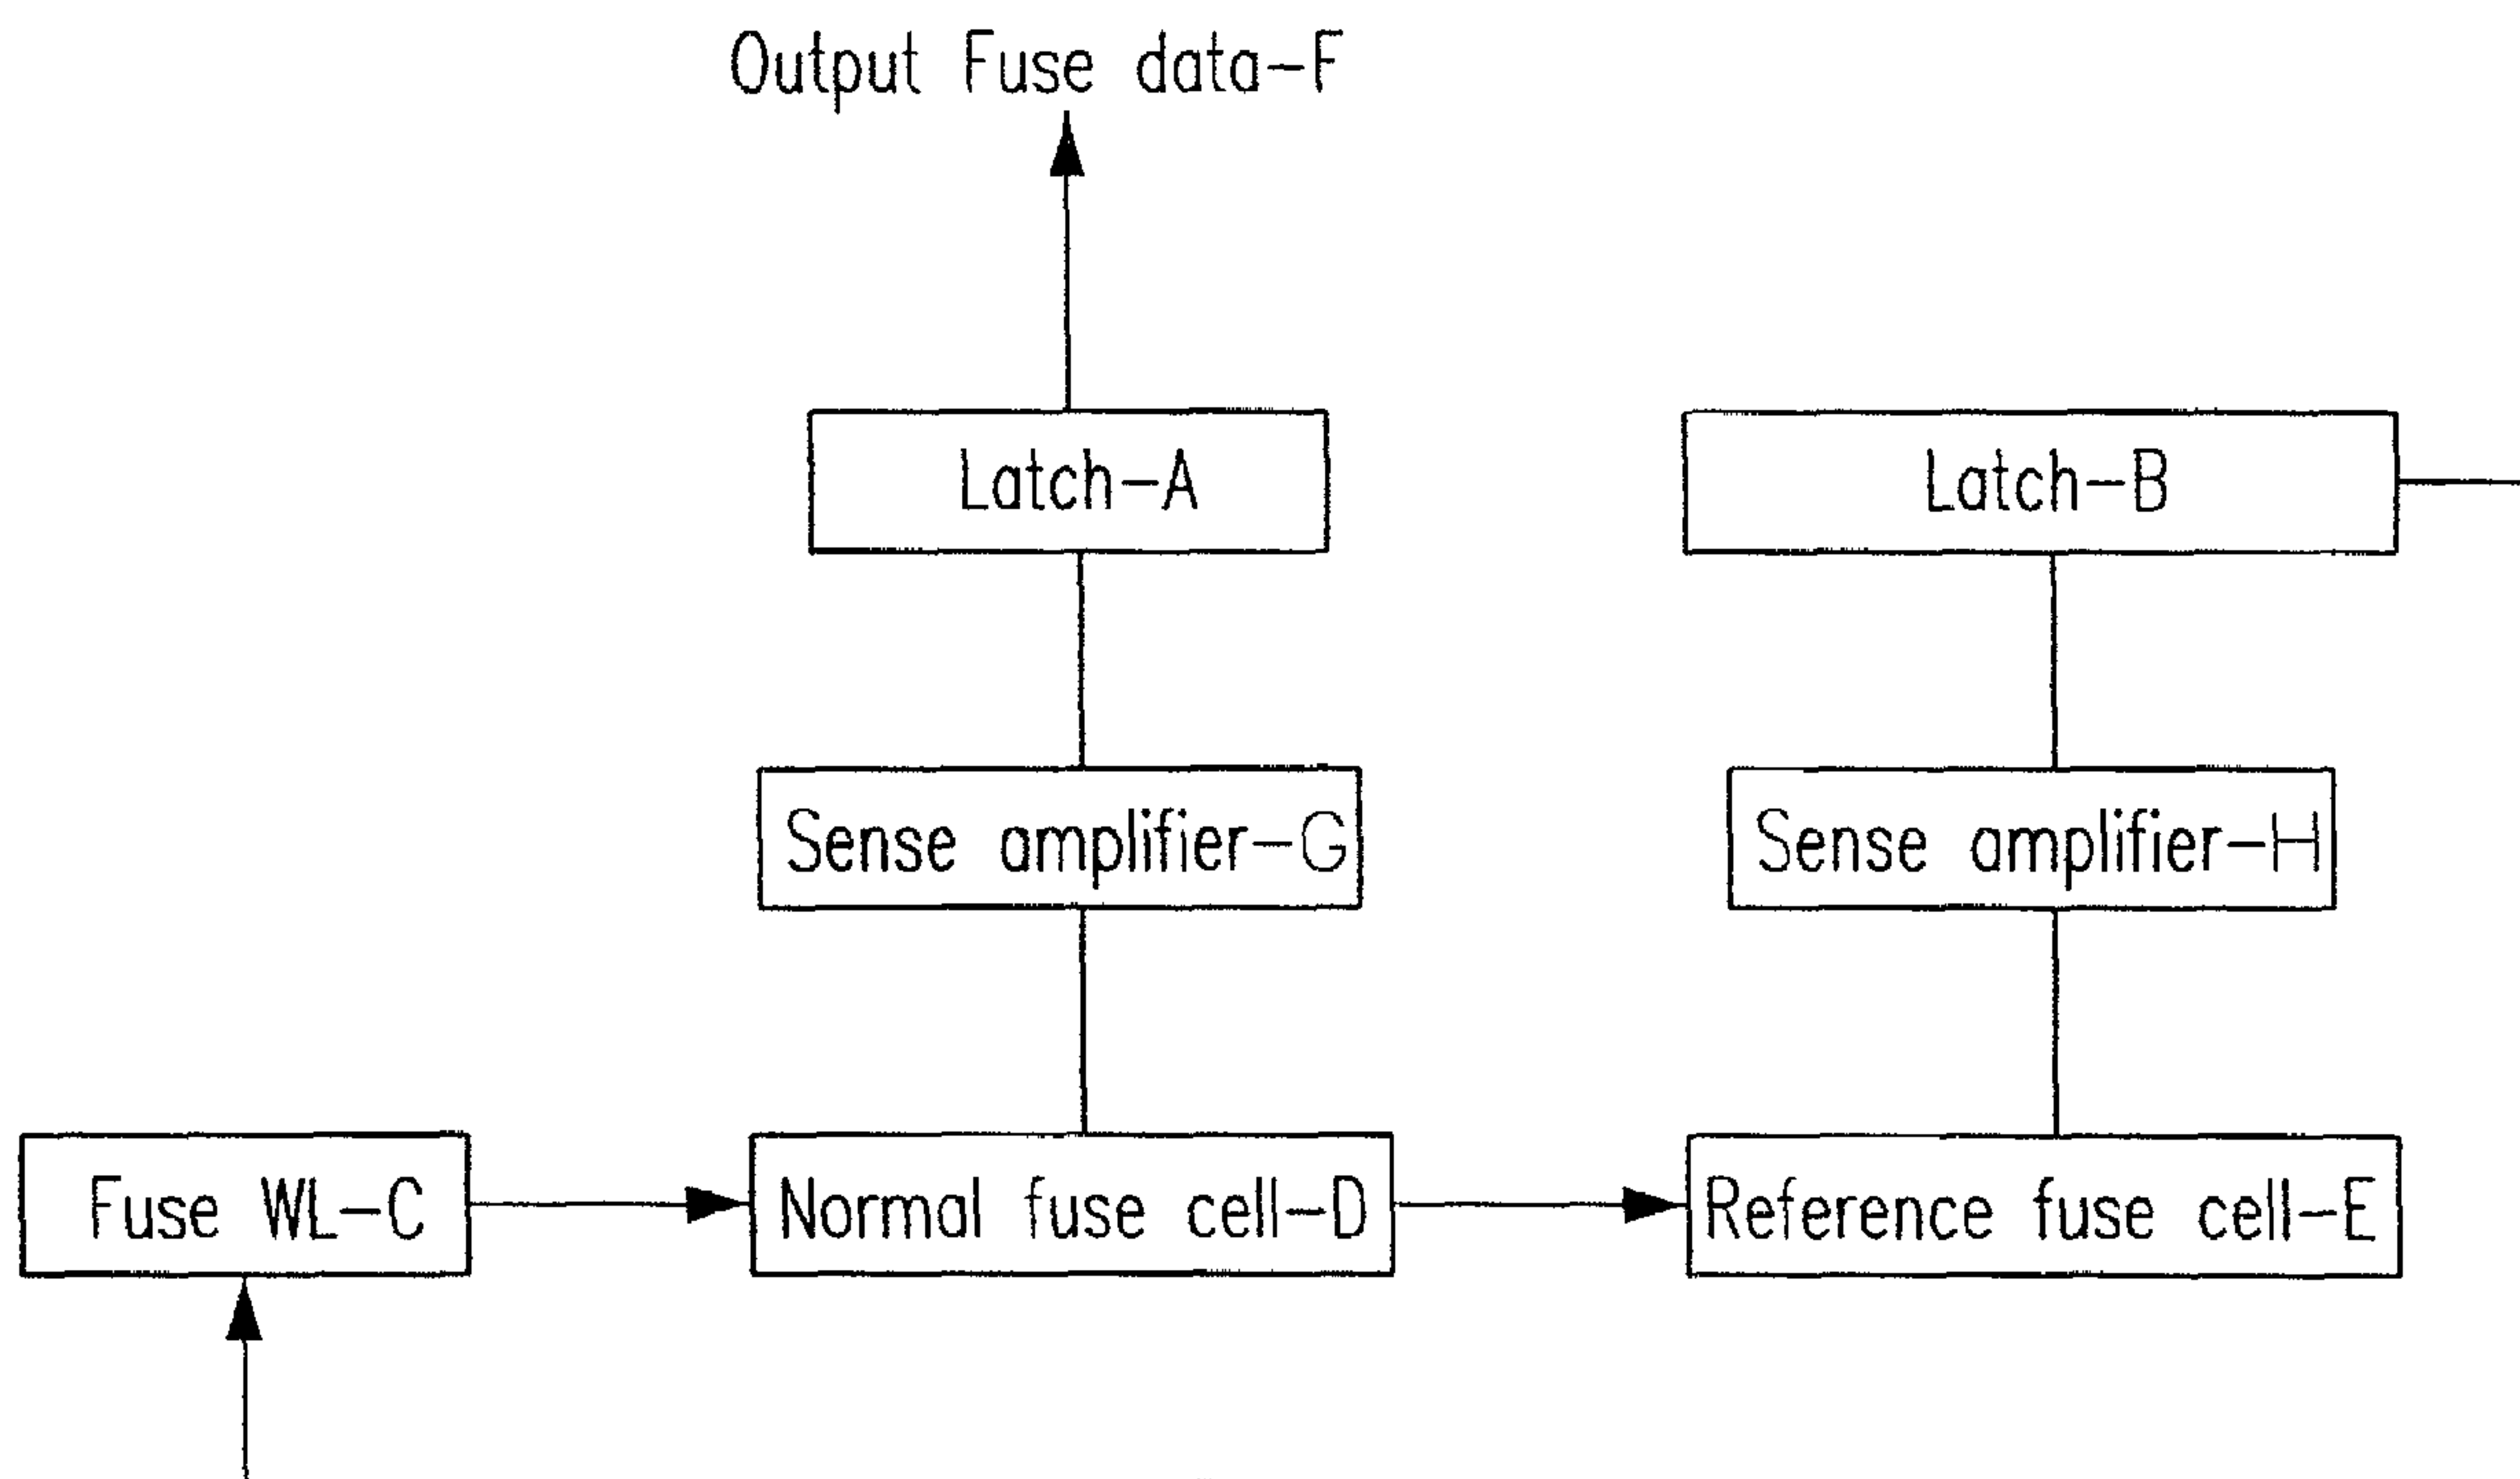 Output Fuse data-F
Latch-A
Latch-B
Sense amplifier-G
Sense amplifier-H
Fuse WL-C
Normal fuse cell-D
Reference fuse cell-E